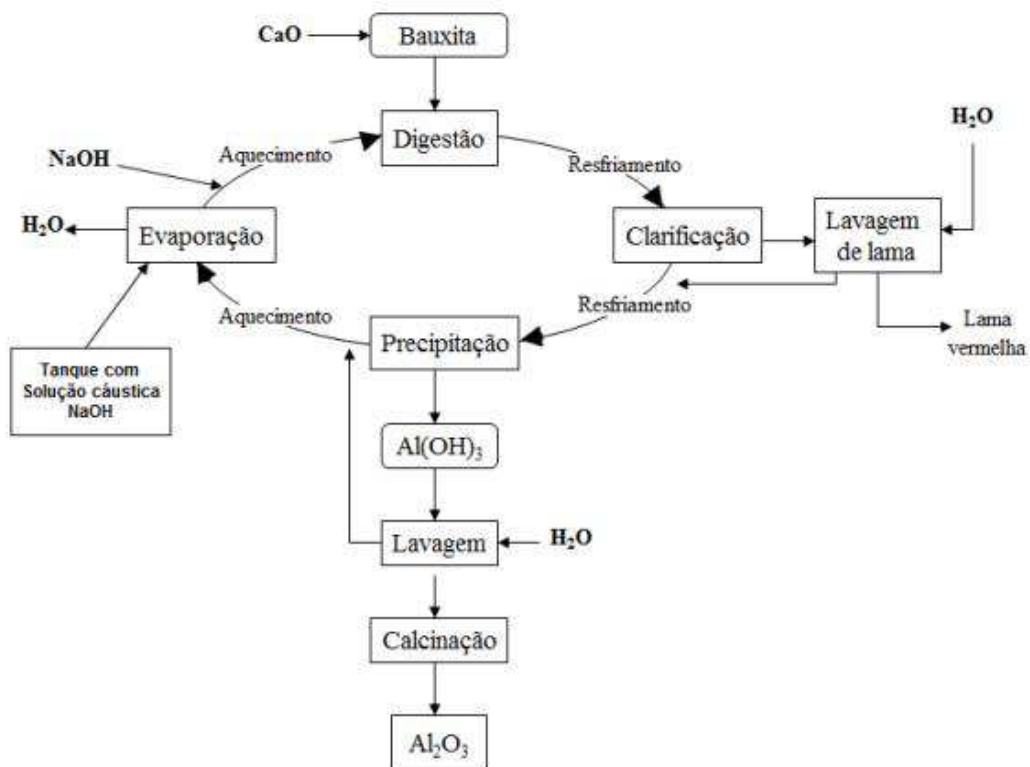 CaO
Bauxita
Digestão
H₂O
NaOH
Aquecimento
Resfriamento
H₂O
Evaporação
Clarificação
Lavagem
de lama
Aquecimento
Resfriamento
Precipitação
Lama
vermelha
Tanque com
Solução cáustica
NaOH
Al(OH)₃
Lavagem
H₂O
Calcinação
Al₂O₃